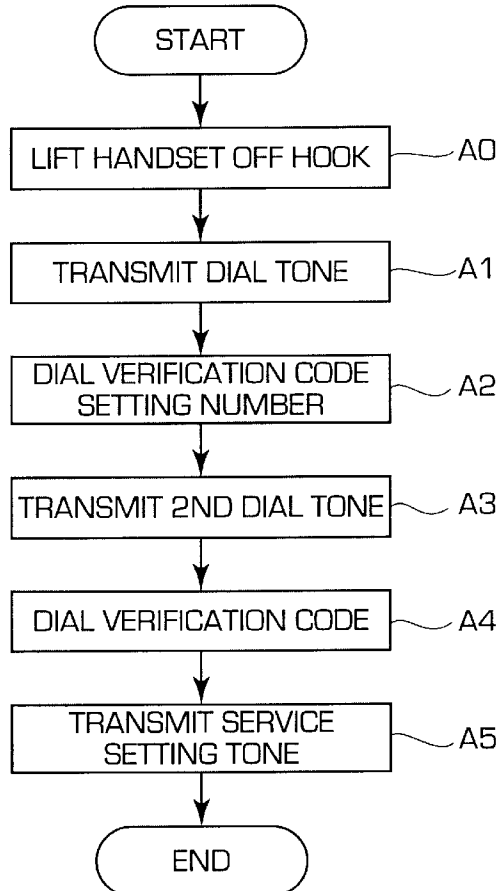 START
LIFT HANDSET OFF HOOK
A0
TRANSMIT DIAL TONE
A1
DIAL VERIFICATION CODE
SETTING NUMBER
A2
TRANSMIT 2ND DIAL TONE
A3
DIAL VERIFICATION CODE
A4
TRANSMIT SERVICE
SETTING TONE
A5
END